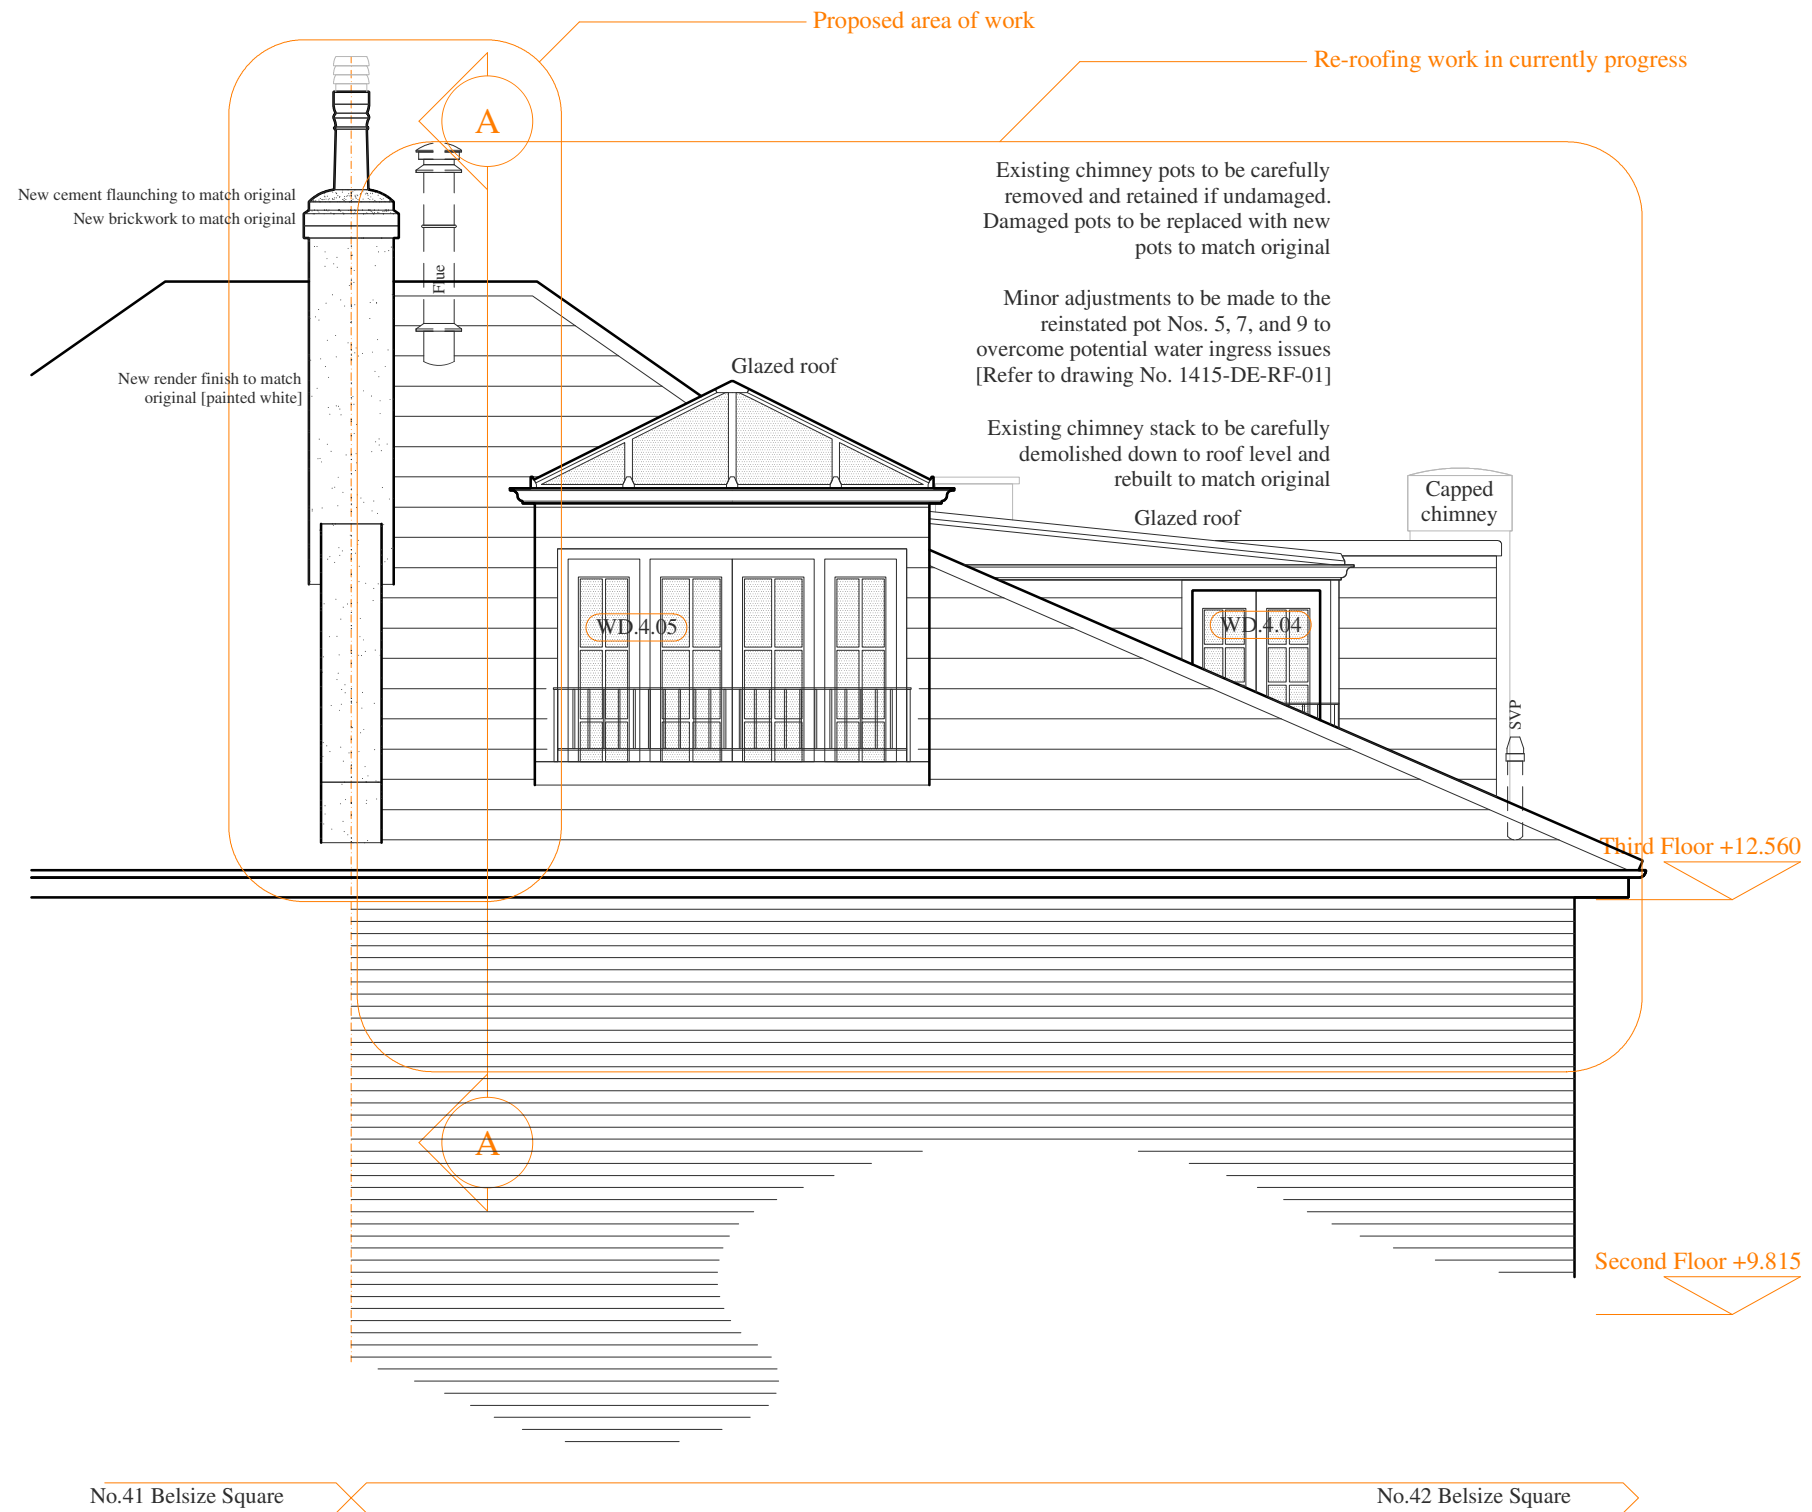 Proposed area of work
Re-roofing work in currently progress
A
Existing chimney pots to be carefully
removed and retained if undamaged.
Damaged pots to be replaced with new
pots to match original
New cement flaunching to match original
New brickwork to match original
Flue
Minor adjustments to be made to the
reinstated pot Nos. 5, 7, and 9 to
overcome potential water ingress issues
[Refer to drawing No. 1415-DE-RF-01]
Glazed roof
New render finish to match
original [painted white]
Existing chimney stack to be carefully
demolished down to roof level and
rebuilt to match original
Capped
chimney
Glazed roof
WD.4.05
WD.4.04
SVP
Third Floor +12.560
A
Second Floor +9.815
No.41 Belsize Square
No.42 Belsize Square